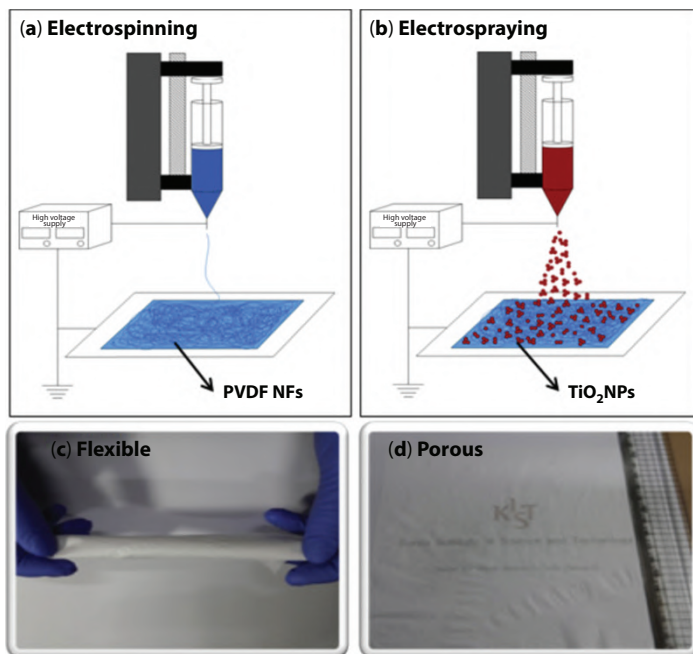 (a) Electrospinning
High voltage
supply
PVDF NFs
(b) Electrospraying
High voltage
supply
TiO₂NPs
(c) Flexible
(d) Porous
KIST